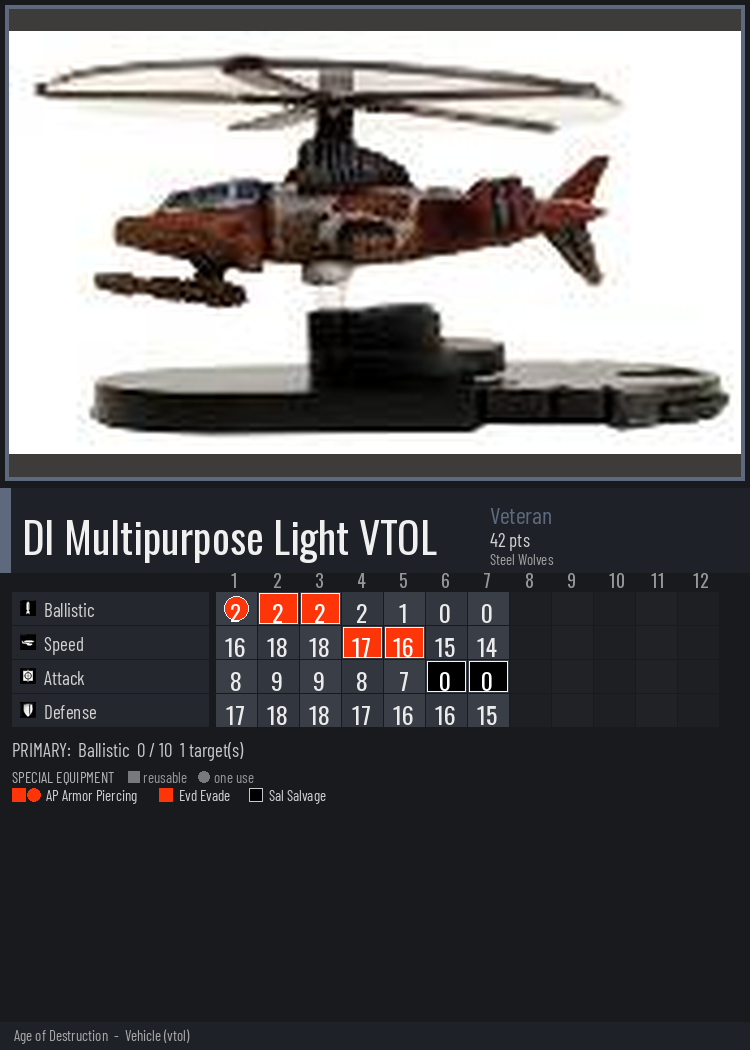 DI Multipurpose Light VTOL
Veteran
42 pts
Steel Wolves
1 2 3 4 5 6 7 8 9 10 11 12
Ballistic 2 2 2 2 1 0 0
Speed 16 18 18 17 16 15 14
Attack 8 9 9 8 7 0 0
Defense 17 18 18 17 16 16 15
PRIMARY: Ballistic 0 / 10 1 target(s)
SPECIAL EQUIPMENT reusable one use
AP Armor Piercing Evd Evade Sal Salvage
Age of Destruction - Vehicle (vtol)